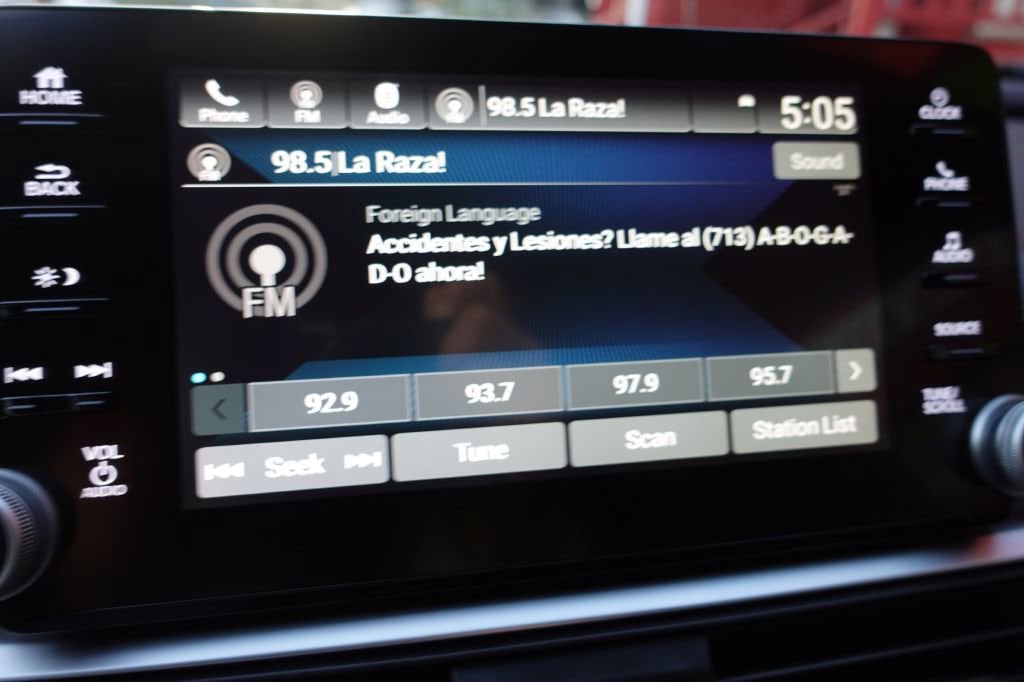 HOME
BACK
VOL
AUDIO
Phone
FM
Audio
98.5 La Raza!
5:05
FM
98.5 La Raza!
Sound
FM
Foreign Language
Accidentes y Lesiones? Llame al (713) A-B-O-G-A-
D-O ahora!
92.9
93.7
97.9
95.7
Seek
Tune
Scan
Station List
CLOCK
PHONE
AUDIO
SOURCE
TUNE/
SCROLL